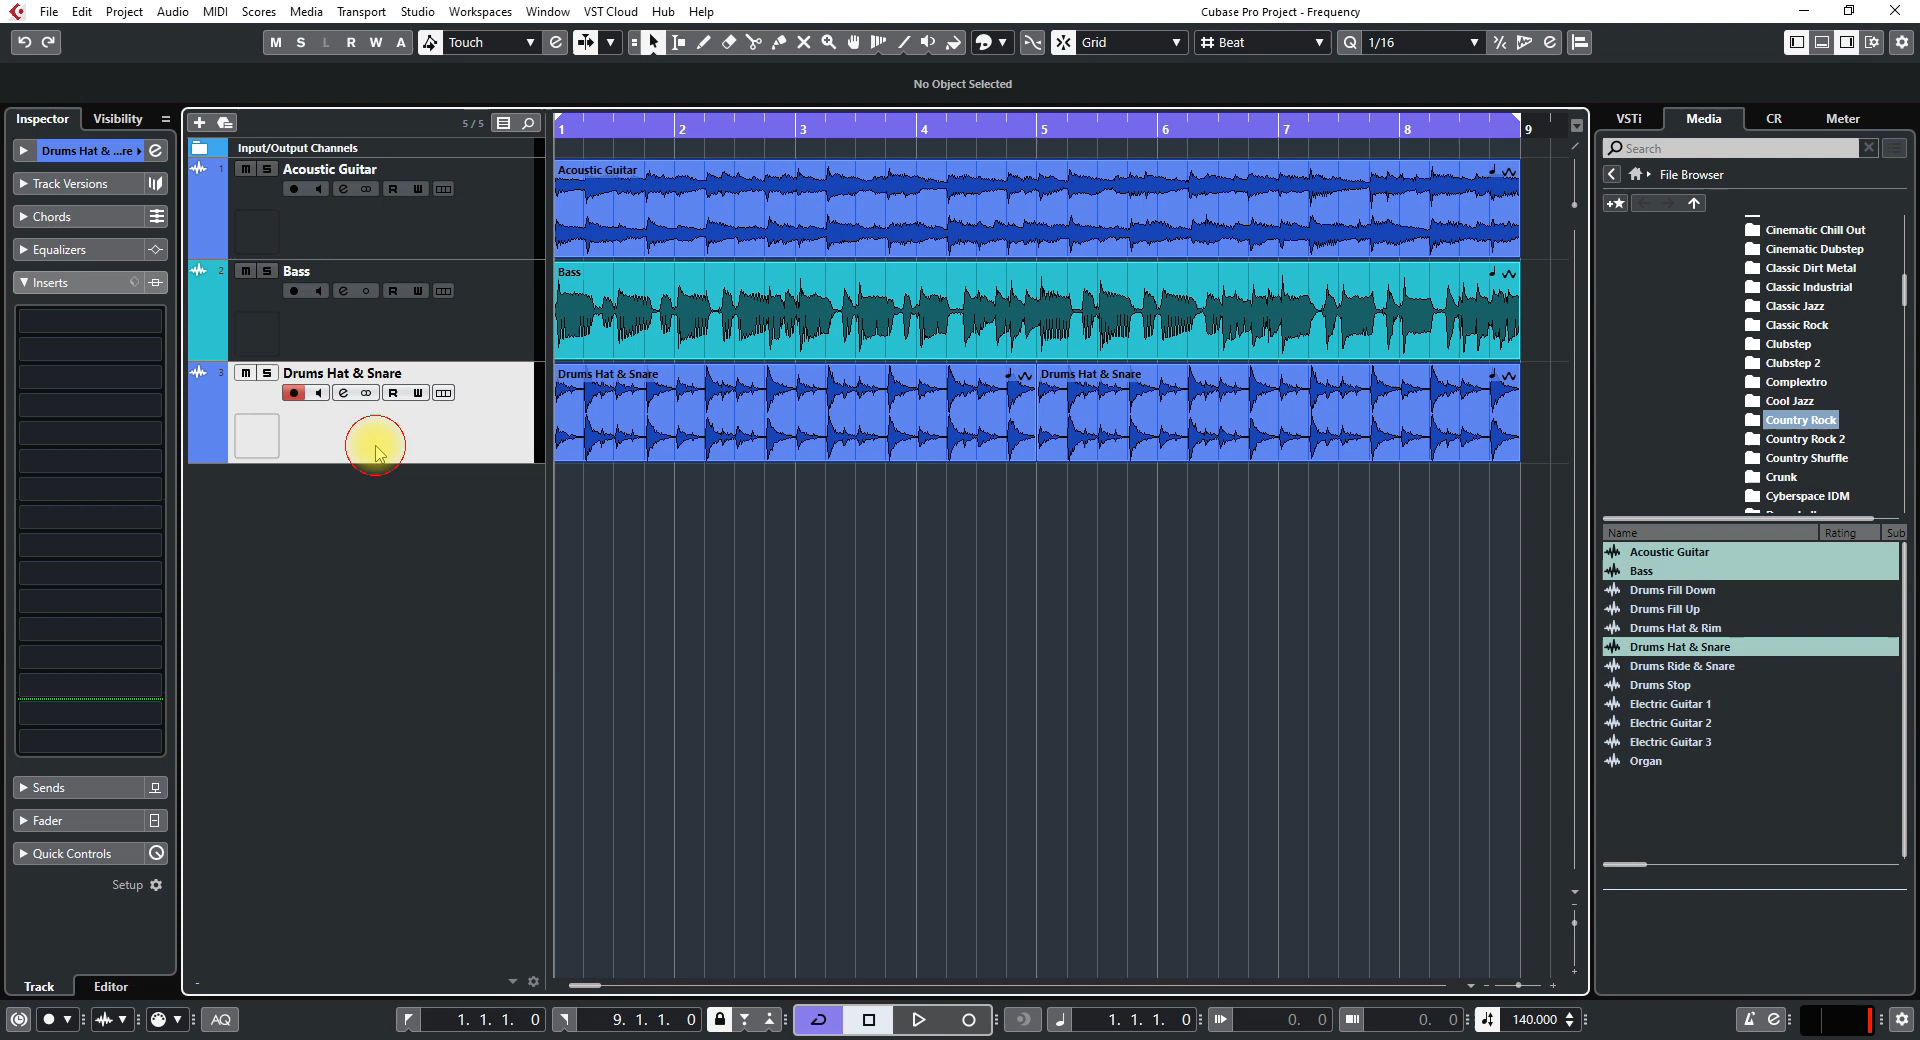 File Edit Project Audio MIDI Scores Media Transport Studio Workspaces Window VST Cloud Hub Help
Cubase Pro Project - Frequency
M S L R W A Touch Grid Beat Q 1/16
No Object Selected
Inspector Visibility
Drums Hat & ...re
Track Versions
Chords
Equalizers
Inserts
Sends
Fader
Quick Controls
Setup
Track Editor
5 / 5
Input/Output Channels
1 m S Acoustic Guitar
e R W
2 m S Bass
e R W
3 m S Drums Hat & Snare
e R W
1 2 3 4 5 6 7 8 9
Acoustic Guitar
Bass
Drums Hat & Snare Drums Hat & Snare
VSTi Media CR Meter
Search
File Browser
Cinematic Chill Out
Cinematic Dubstep
Classic Dirt Metal
Classic Industrial
Classic Jazz
Classic Rock
Clubstep
Clubstep 2
Complextro
Cool Jazz
Country Rock
Country Rock 2
Country Shuffle
Crunk
Cyberspace IDM
Name Rating Sub
Acoustic Guitar
Bass
Drums Fill Down
Drums Fill Up
Drums Hat & Rim
Drums Hat & Snare
Drums Ride & Snare
Drums Stop
Electric Guitar 1
Electric Guitar 2
Electric Guitar 3
Organ
AQ 1. 1. 1. 0 9. 1. 1. 0 1. 1. 1. 0 0. 0 0. 0 140.000